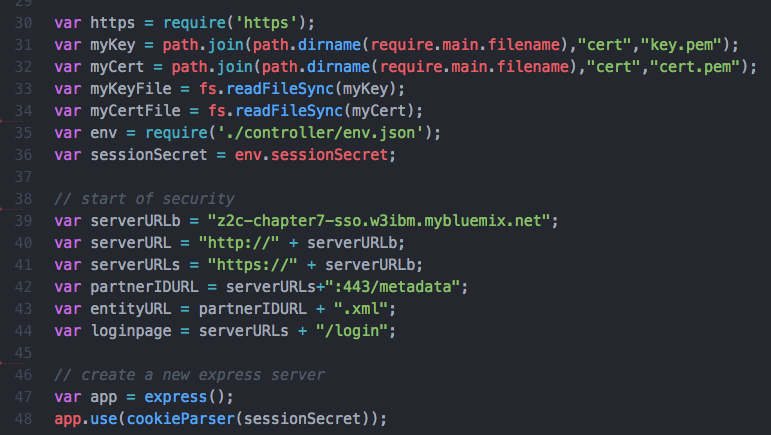 29
30 var https = require('https');
31 var myKey = path.join(path.dirname(require.main.filename),"cert","key.pem");
32 var myCert = path.join(path.dirname(require.main.filename),"cert","cert.pem");
33 var myKeyFile = fs.readFileSync(myKey);
34 var myCertFile = fs.readFileSync(myCert);
35 var env = require('./controller/env.json');
36 var sessionSecret = env.sessionSecret;
37
38 // start of security
39 var serverURLb = "z2c-chapter7-sso.w3ibm.mybluemix.net";
40 var serverURL = "http://" + serverURLb;
41 var serverURLs = "https://" + serverURLb;
42 var partnerIDURL = serverURLs+":443/metadata";
43 var entityURL = partnerIDURL + ".xml";
44 var loginpage = serverURLs + "/login";
45
46 // create a new express server
47 var app = express();
48 app.use(cookieParser(sessionSecret));